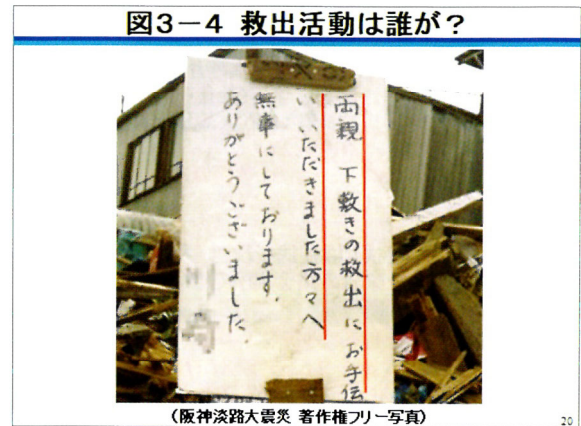 図3－4 救出活動は誰が？
両親 下敷きの救出にお手伝
い いただきました方々へ
無事にしております。
ありがとうございました。
（阪神淡路大震災 著作権フリー写真）
20